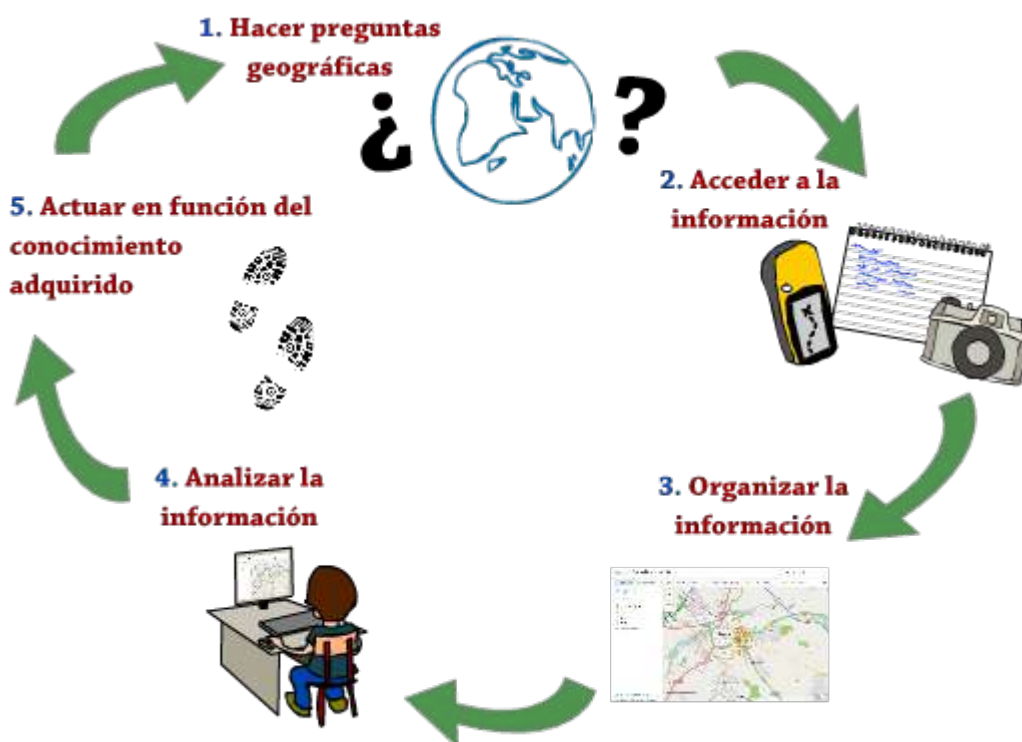 1. Hacer preguntas
geográficas
¿
?
2. Acceder a la
información
3. Organizar la
información
4. Analizar la
información
5. Actuar en función del
conocimiento
adquirido